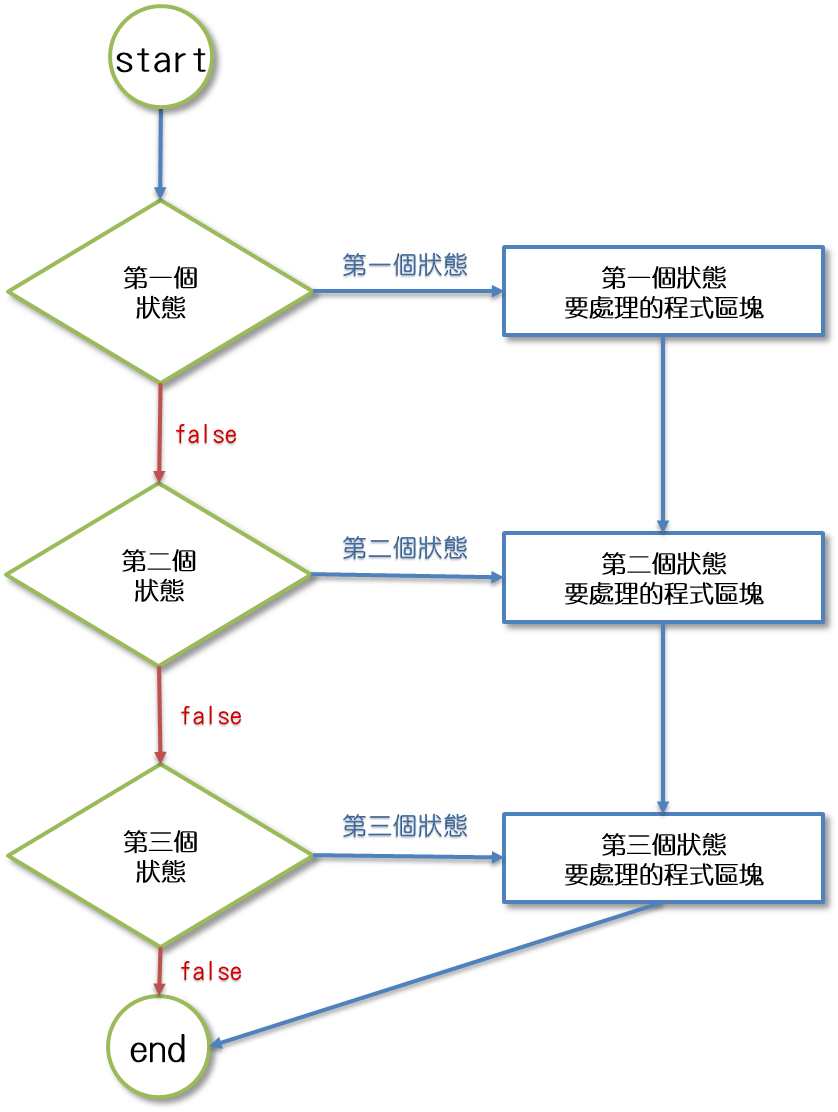 start
第一個
狀態
第一個狀態
第一個狀態
要處理的程式區塊
false
第二個
狀態
第二個狀態
第二個狀態
要處理的程式區塊
false
第三個
狀態
第三個狀態
第三個狀態
要處理的程式區塊
false
end